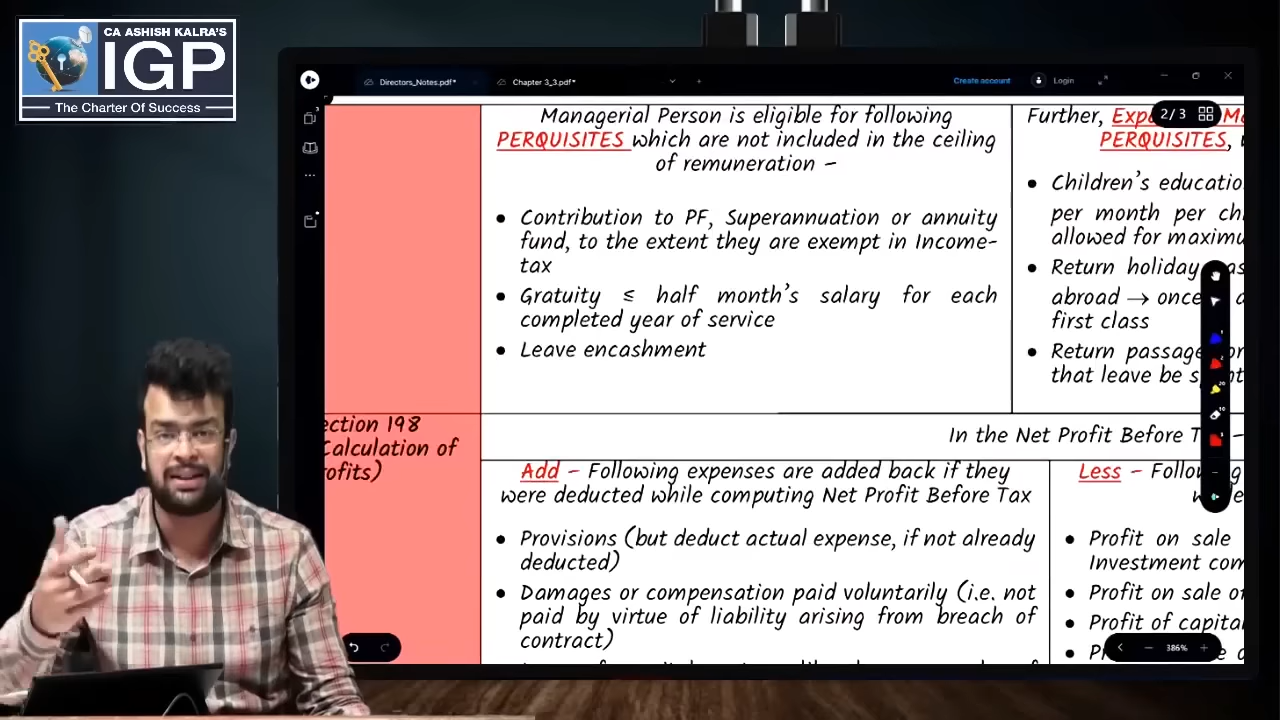 CA ASHISH KALRA'S
IGP
The Charter Of Success
Directors_Notes.pdf*
Chapter 3_3.pdf*
Create account
Login
2/3
Managerial Person is eligible for following
PERQUISITES which are not included in the ceiling
of remuneration –
• Contribution to PF, Superannuation or annuity
fund, to the extent they are exempt in Income-
tax
• Gratuity ≤ half month's salary for each
completed year of service
• Leave encashment
Further,
PERQUISITES,
• Children's educatio
per month per ch
allowed for maximu
• Return holiday
abroad → once
first class
• Return passage
that leave be
ection 198
Calculation of
ofits)
In the Net Profit Before T
Add – Following expenses are added back if they
were deducted while computing Net Profit Before Tax
• Provisions (but deduct actual expense, if not already
deducted)
• Damages or compensation paid voluntarily (i.e. not
paid by virtue of liability arising from breach of
contract)
Less –
• Profit on sale
Investment com
• Profit on sale of
• Profit of capita
386%